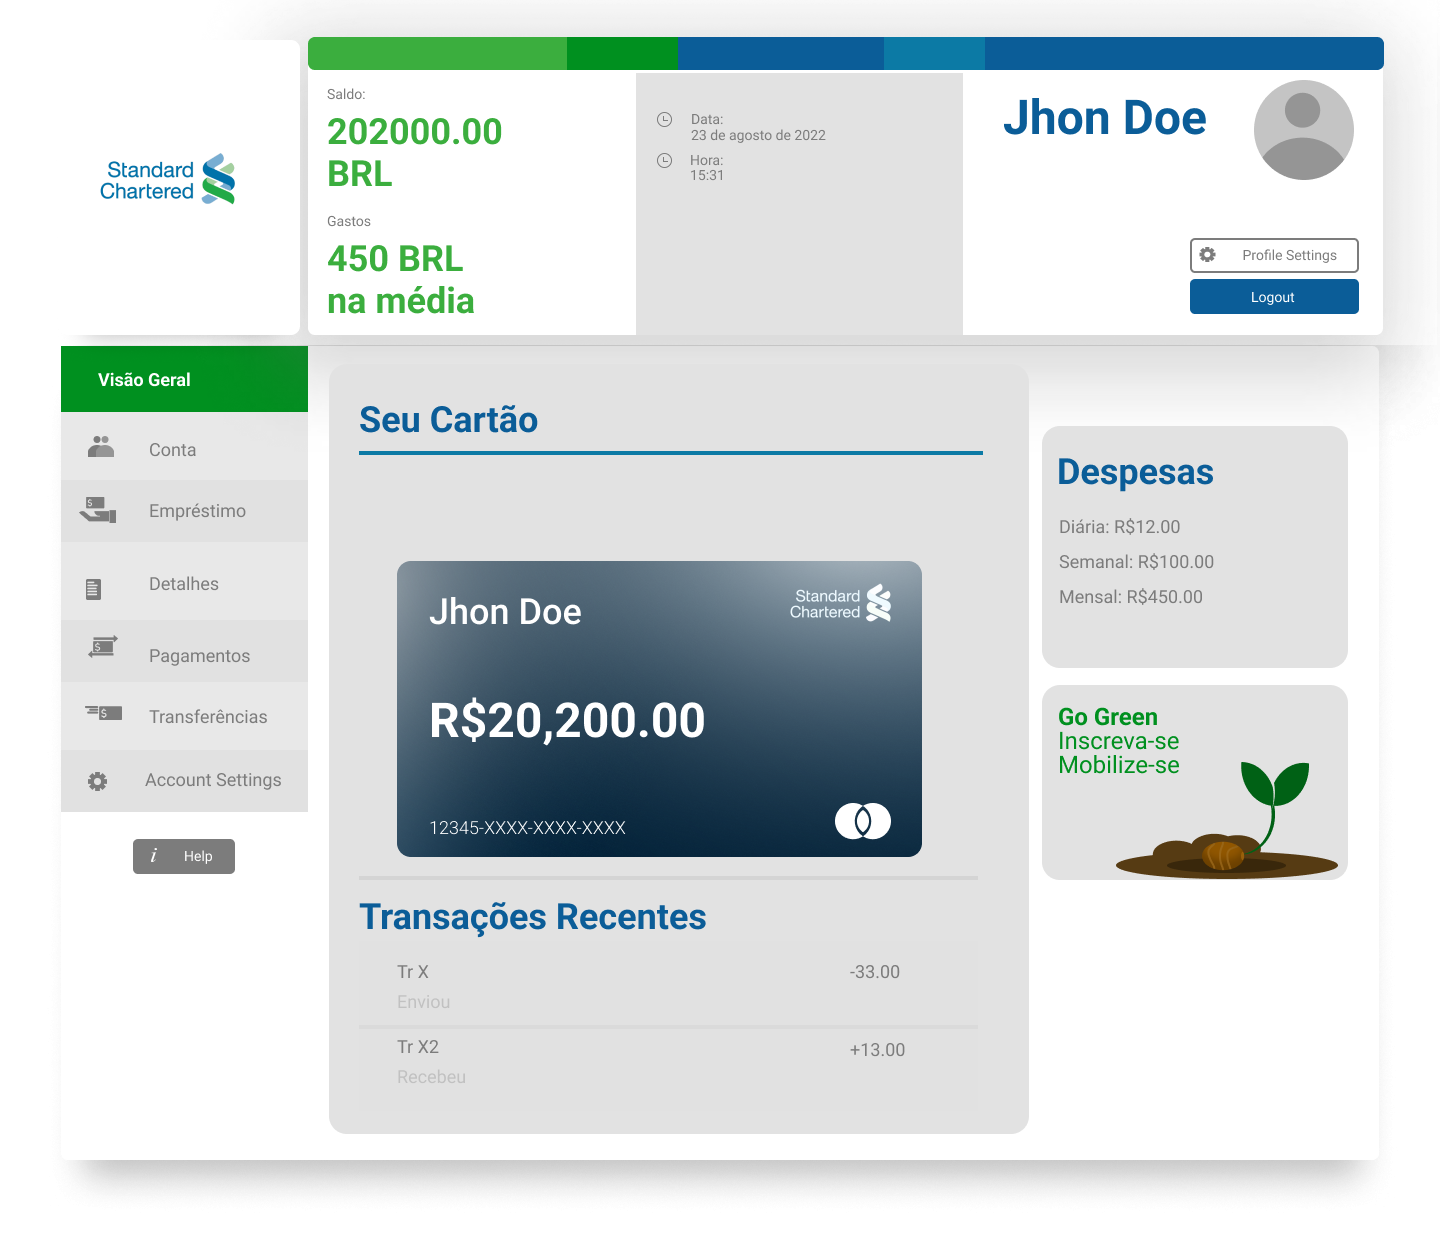 Standard
Chartered
Saldo:
202000.00
BRL
Gastos
450 BRL
na média
Data:
23 de agosto de 2022
Hora:
15:31
Jhon Doe
Profile Settings
Logout
Visão Geral
Conta
Empréstimo
Detalhes
Pagamentos
Transferências
Account Settings
i Help
Seu Cartão
Jhon Doe
Standard
Chartered
R$20,200.00
12345-XXXX-XXXX-XXXX
Transações Recentes
Tr X -33.00
Enviou
Tr X2 +13.00
Recebeu
Despesas
Diária: R$12.00
Semanal: R$100.00
Mensal: R$450.00
Go Green
Inscreva-se
Mobilize-se